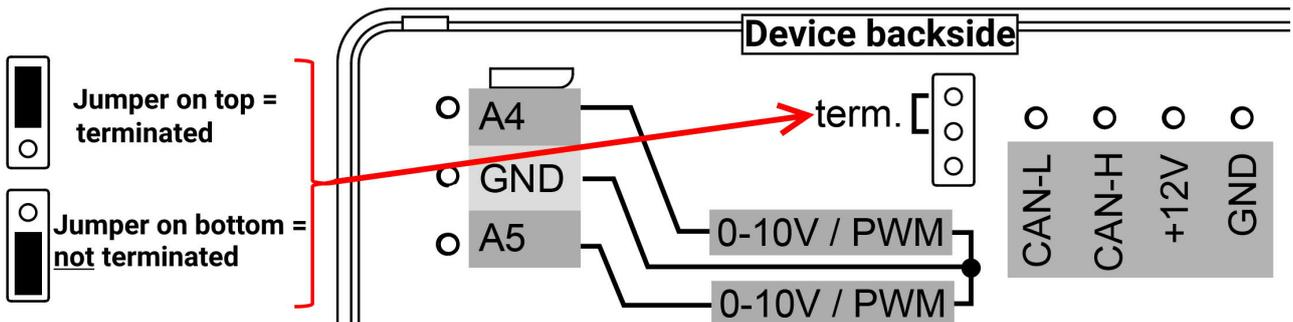 Device backside
Jumper on top =
terminated
Jumper on bottom =
not terminated
A4
GND
A5
term.
0-10V / PWM
0-10V / PWM
CAN-L
CAN-H
+12V
GND